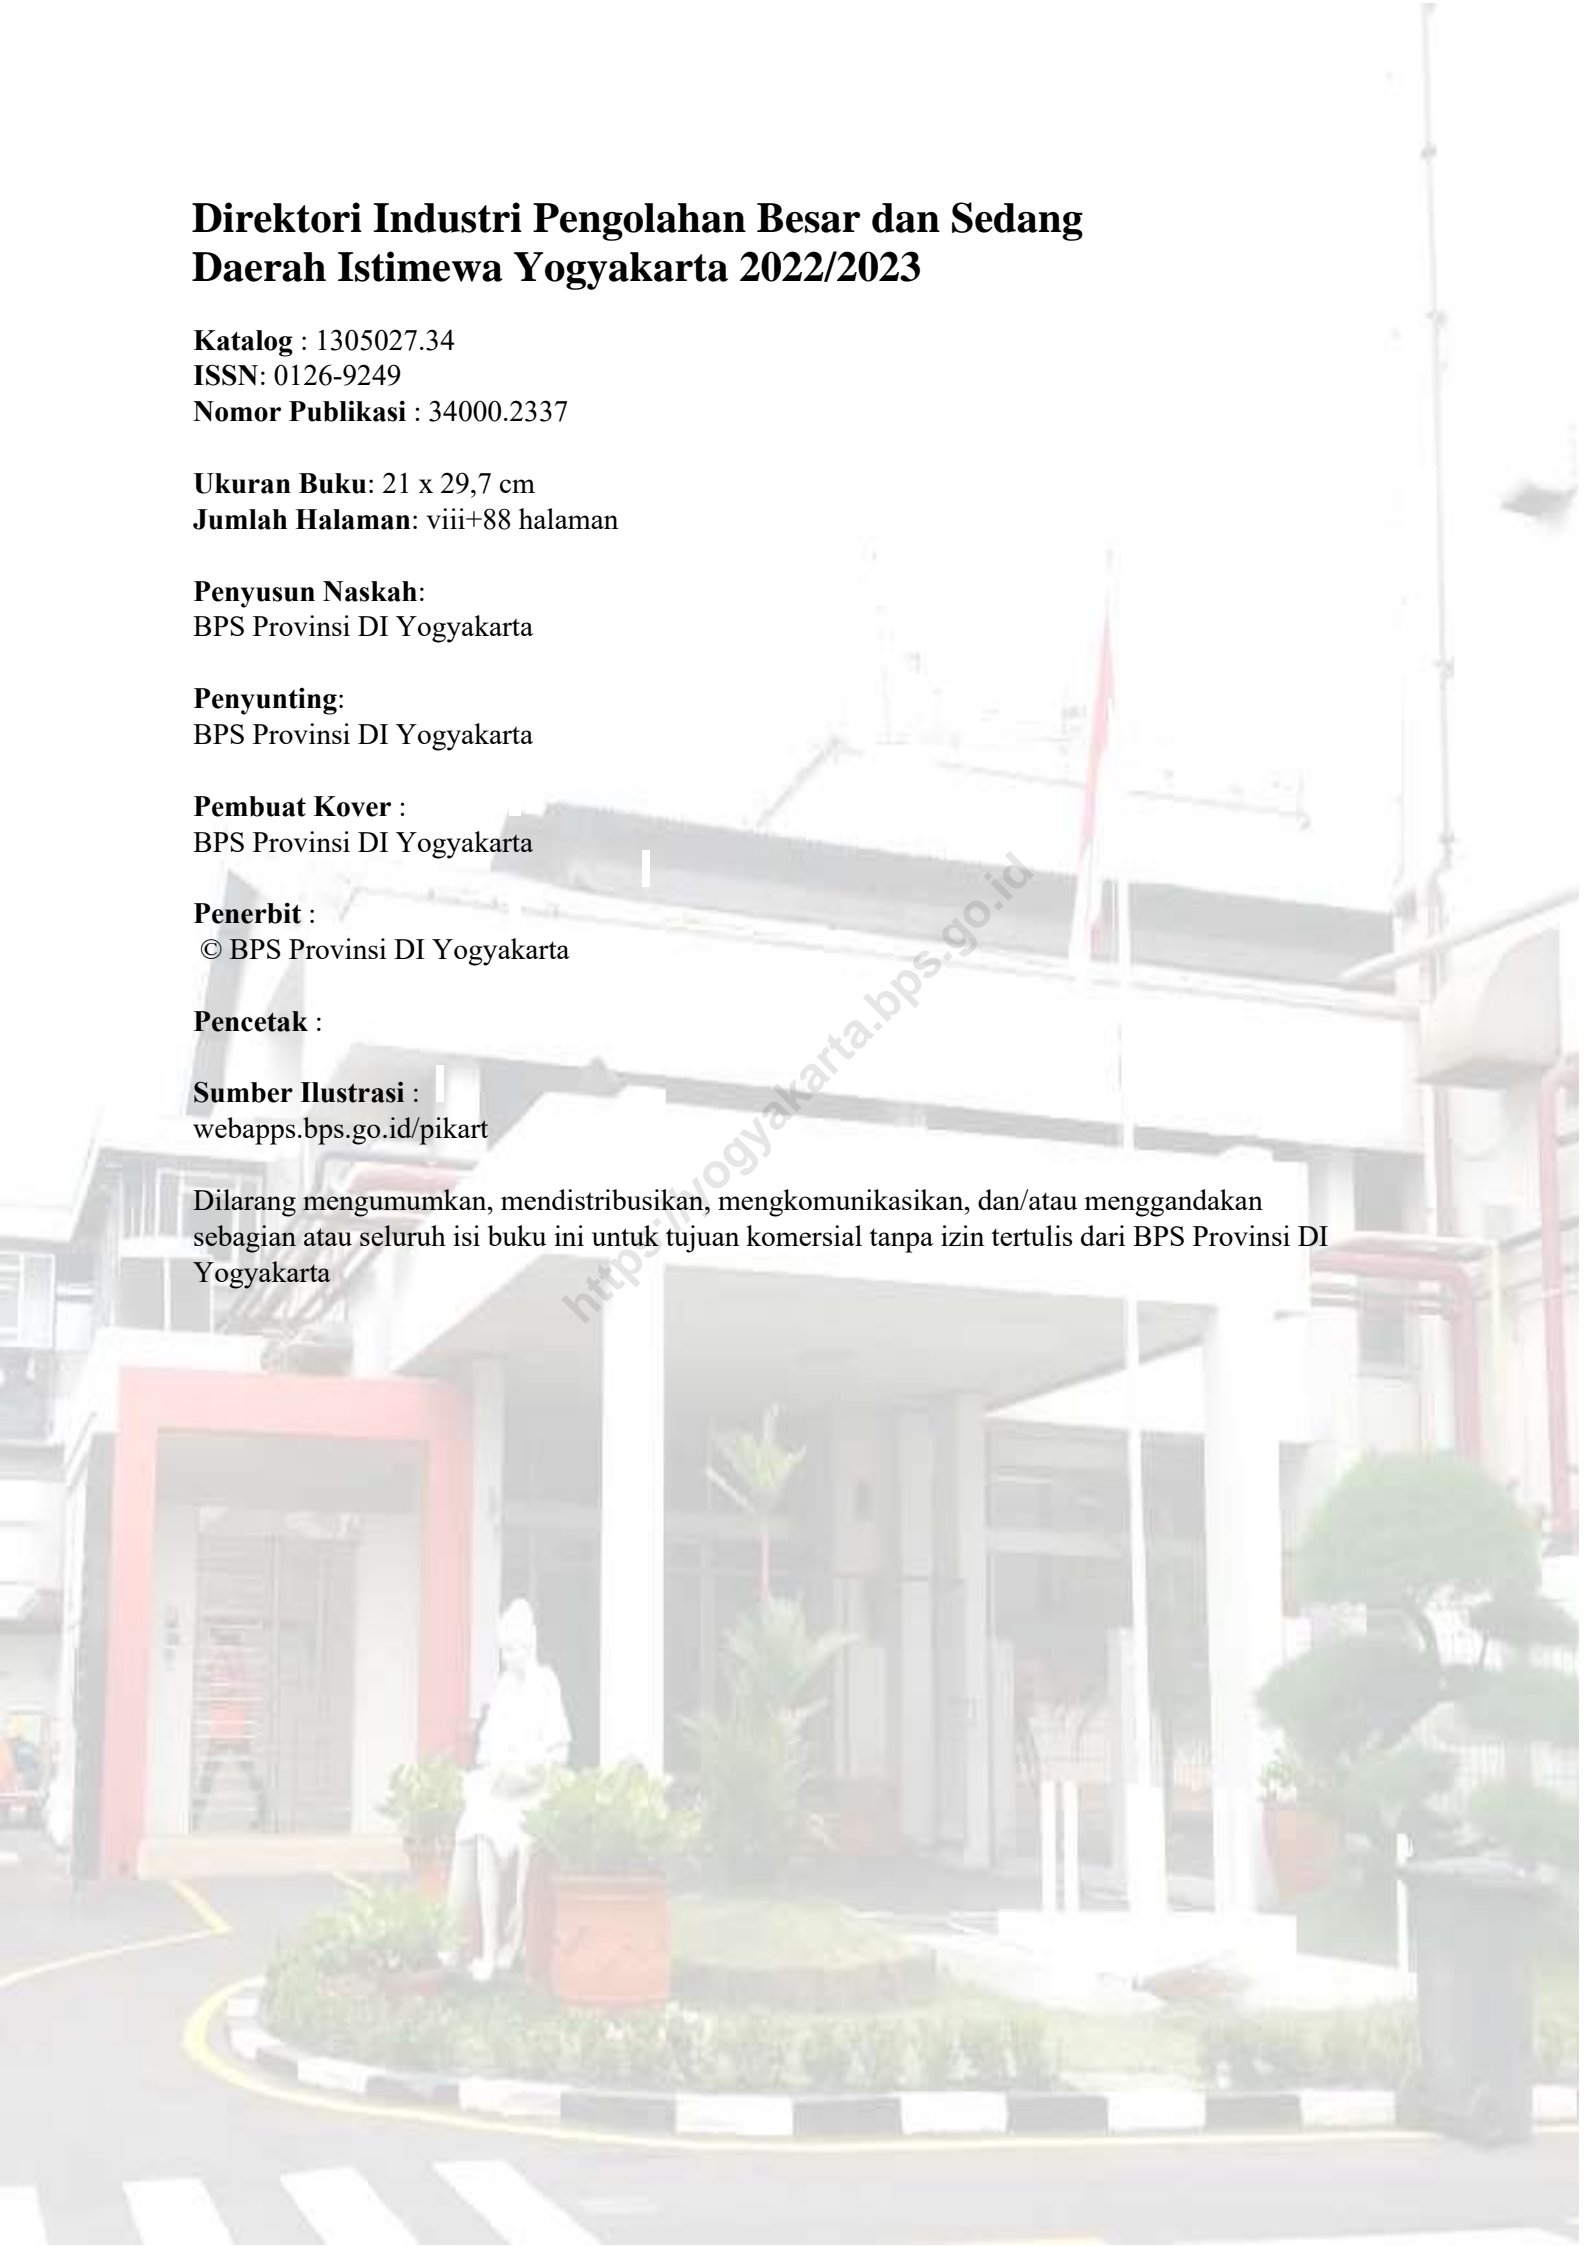 Direktori Industri Pengolahan Besar dan Sedang
Daerah Istimewa Yogyakarta 2022/2023
Katalog : 1305027.34
ISSN: 0126-9249
Nomor Publikasi : 34000.2337
Ukuran Buku: 21 x 29,7 cm
Jumlah Halaman: viii+88 halaman
Penyusun Naskah:
BPS Provinsi DI Yogyakarta
Penyunting:
BPS Provinsi DI Yogyakarta
Pembuat Kover :
BPS Provinsi DI Yogyakarta
Penerbit :
© BPS Provinsi DI Yogyakarta
Pencetak :
Sumber Ilustrasi :
webapps.bps.go.id/pikart
Dilarang mengumumkan, mendistribusikan, mengkomunikasikan, dan/atau menggandakan
sebagian atau seluruh isi buku ini untuk tujuan komersial tanpa izin tertulis dari BPS Provinsi DI
Yogyakarta
https://yogyakarta.bps.go.id